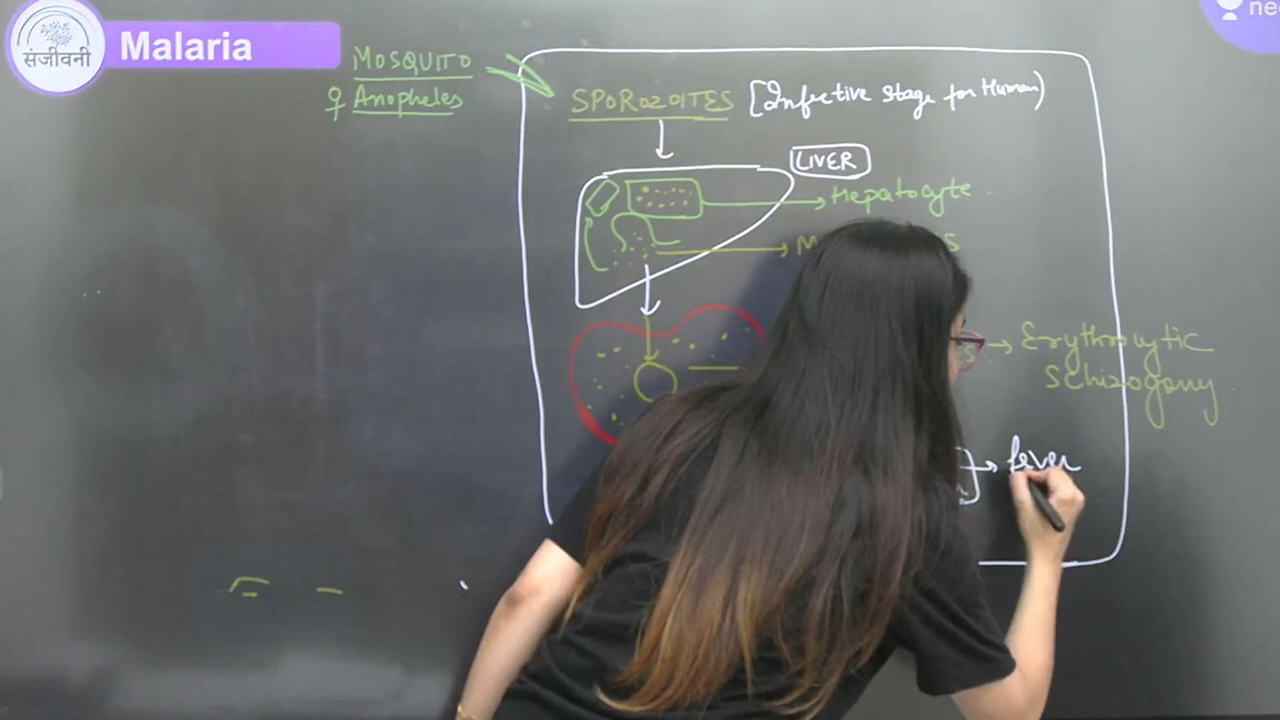 संजीवनी
Malaria
MOSQUITO
♀ Anopheles
SPOROZOITES [Infective stage for Human]
LIVER
Hepatocyte
Erythrocytic
schizogony
fever